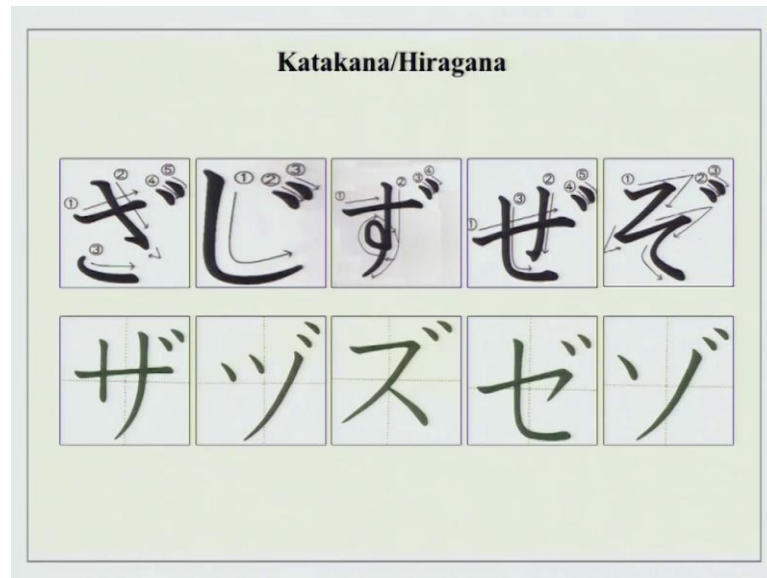 Katakana/Hiragana
ざ じ ず ぜ ぞ
ザ ヅ ズ ゼ ゾ